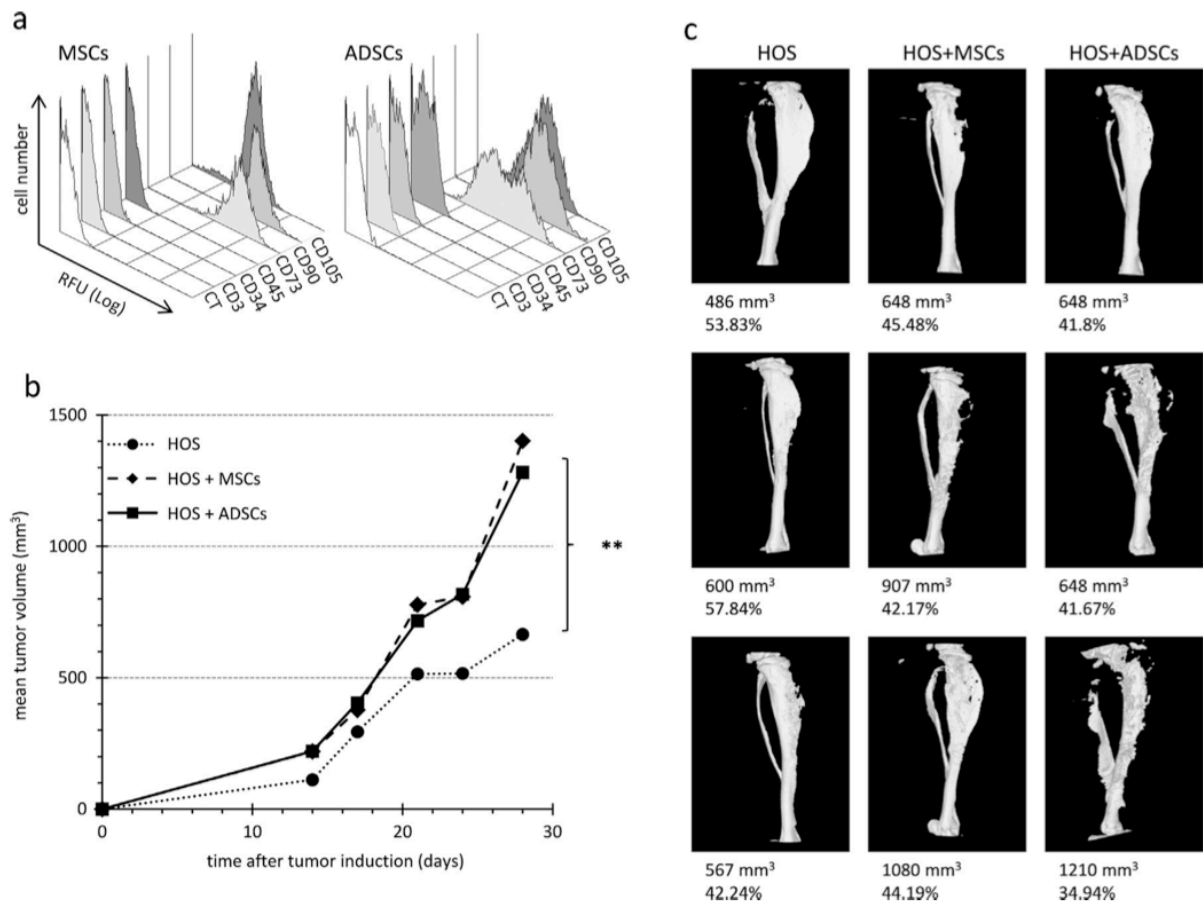 a
MSCs
ADSCs
cell number
RFU (Log)
CT
CD3
CD34
CD45
CD73
CD90
CD105
CT
CD3
CD34
CD45
CD73
CD90
CD105
b
1500
1000
500
0
0
10
20
30
mean tumor volume (mm³)
time after tumor induction (days)
HOS
HOS + MSCs
HOS + ADSCs
**
c
HOS
HOS+MSCs
HOS+ADSCs
486 mm³
53.83%
648 mm³
45.48%
648 mm³
41.8%
600 mm³
57.84%
907 mm³
42.17%
648 mm³
41.67%
567 mm³
42.24%
1080 mm³
44.19%
1210 mm³
34.94%